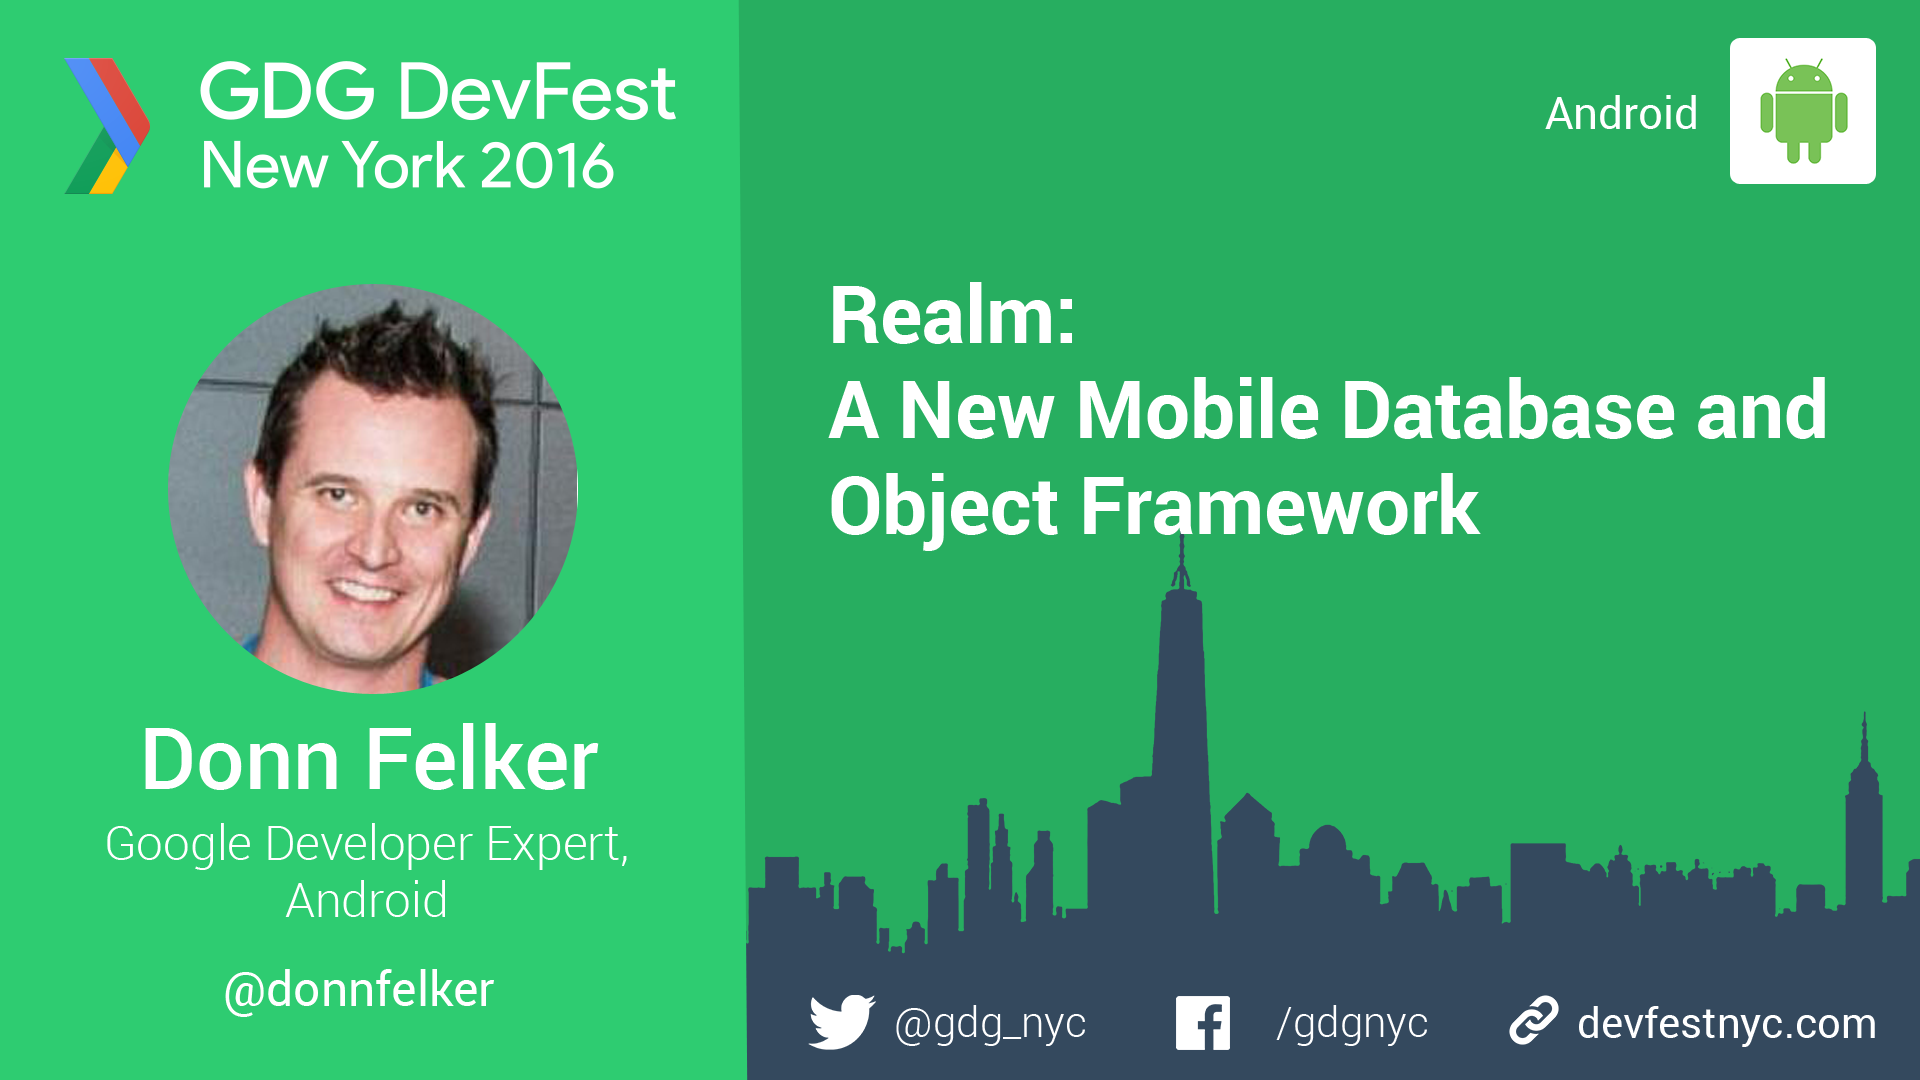 GDG DevFest
New York 2016
Android
Realm:
A New Mobile Database and
Object Framework
Donn Felker
Google Developer Expert,
Android
@donnfelker
@gdg_nyc
/gdgnyc
devfestnyc.com